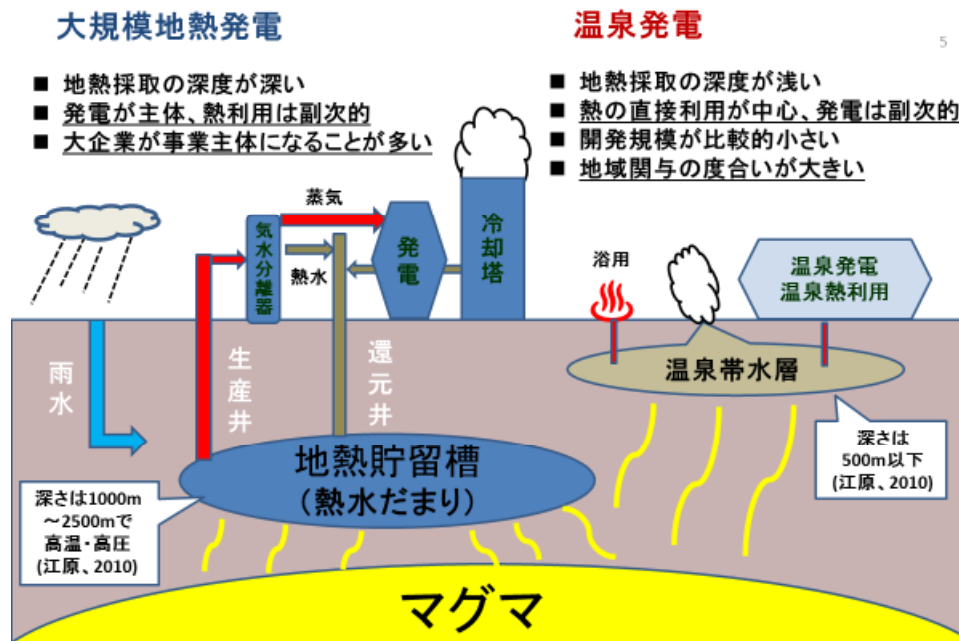 大規模地熱発電
■ 地熱採取の深度が深い
■ 発電が主体、熱利用は副次的
■ 大企業が事業主体になることが多い
温泉発電
5
■ 地熱採取の深度が浅い
■ 熱の直接利用が中心、発電は副次的
■ 開発規模が比較的小さい
■ 地域関与の度合いが大きい
蒸気
気水分離器
熱水
発電
冷却塔
浴用
温泉発電
温泉熱利用
雨水
生産井
還元井
温泉帯水層
地熱貯留槽
(熱水だまり)
深さは1000m
～2500mで
高温・高圧
(江原、2010)
深さは
500m以下
(江原、2010)
マグマ